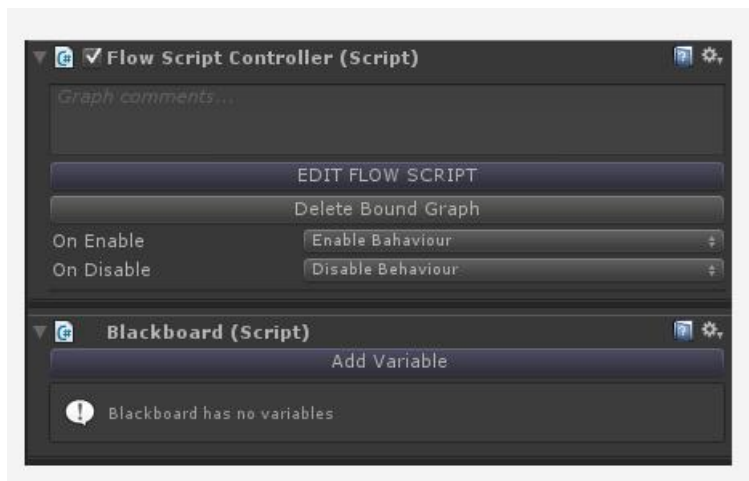 Flow Script Controller (Script)
Graph comments...
EDIT FLOW SCRIPT
Delete Bound Graph
On Enable Enable Bahaviour
On Disable Disable Behaviour
Blackboard (Script)
Add Variable
Blackboard has no variables